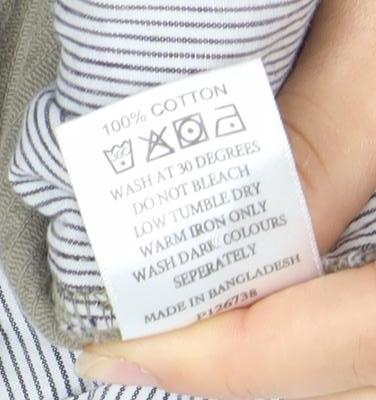 100% COTTON
30C
WASH AT 30 DEGREES
DO NOT BLEACH
LOW TUMBLE DRY
WARM IRON ONLY
WASH DARK COLOURS
SEPERATELY
MADE IN BANGLADESH
P126738